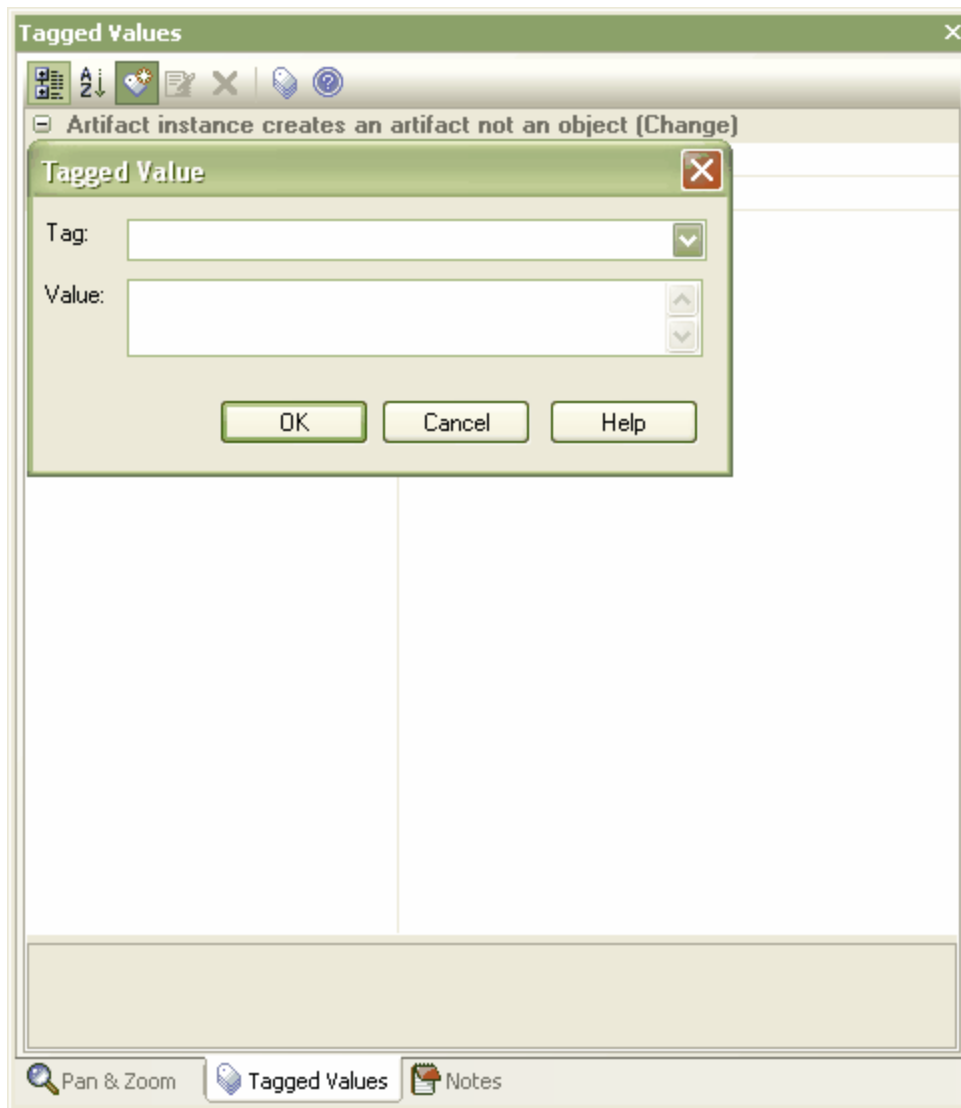 Tagged Values
Artifact instance creates an artifact not an object (Change)
Tagged Value
Tag:
Value:
OK Cancel Help
Pan & Zoom Tagged Values Notes